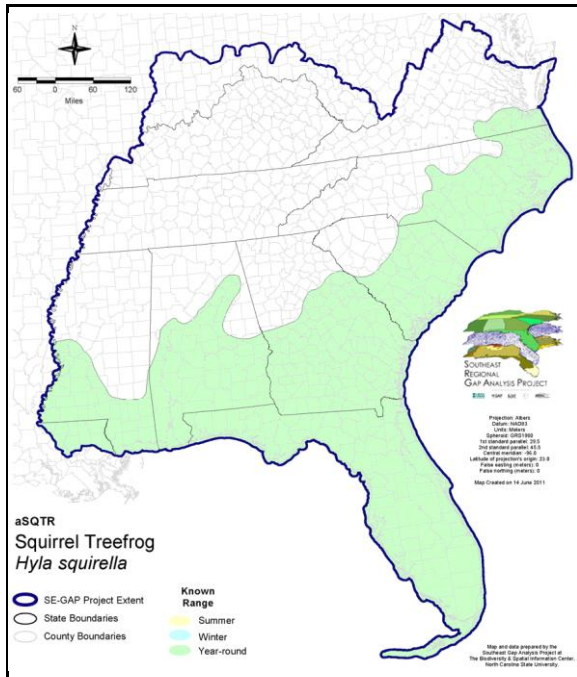 N
60 0 60 120
Miles
SOUTHEAST
REGIONAL
GAP ANALYSIS PROJECT
Projection: Albers
Datum: NAD83
Units: Meters
Spheroid: GRS1980
1st standard parallel: 29.5
2nd standard parallel: 45.5
Central meridian: -96.0
Latitude of projection's origin: 23.0
False easting (meters): 0
False northing (meters): 0
Map Created on 14 June 2011
aSQTR
Squirrel Treefrog
Hyla squirella
SE-GAP Project Extent
State Boundaries
County Boundaries
Known
Range
Summer
Winter
Year-round
Map and data prepared by the
Southeast Gap Analysis Project at
The Biodiversity & Spatial Information Center,
North Carolina State University.